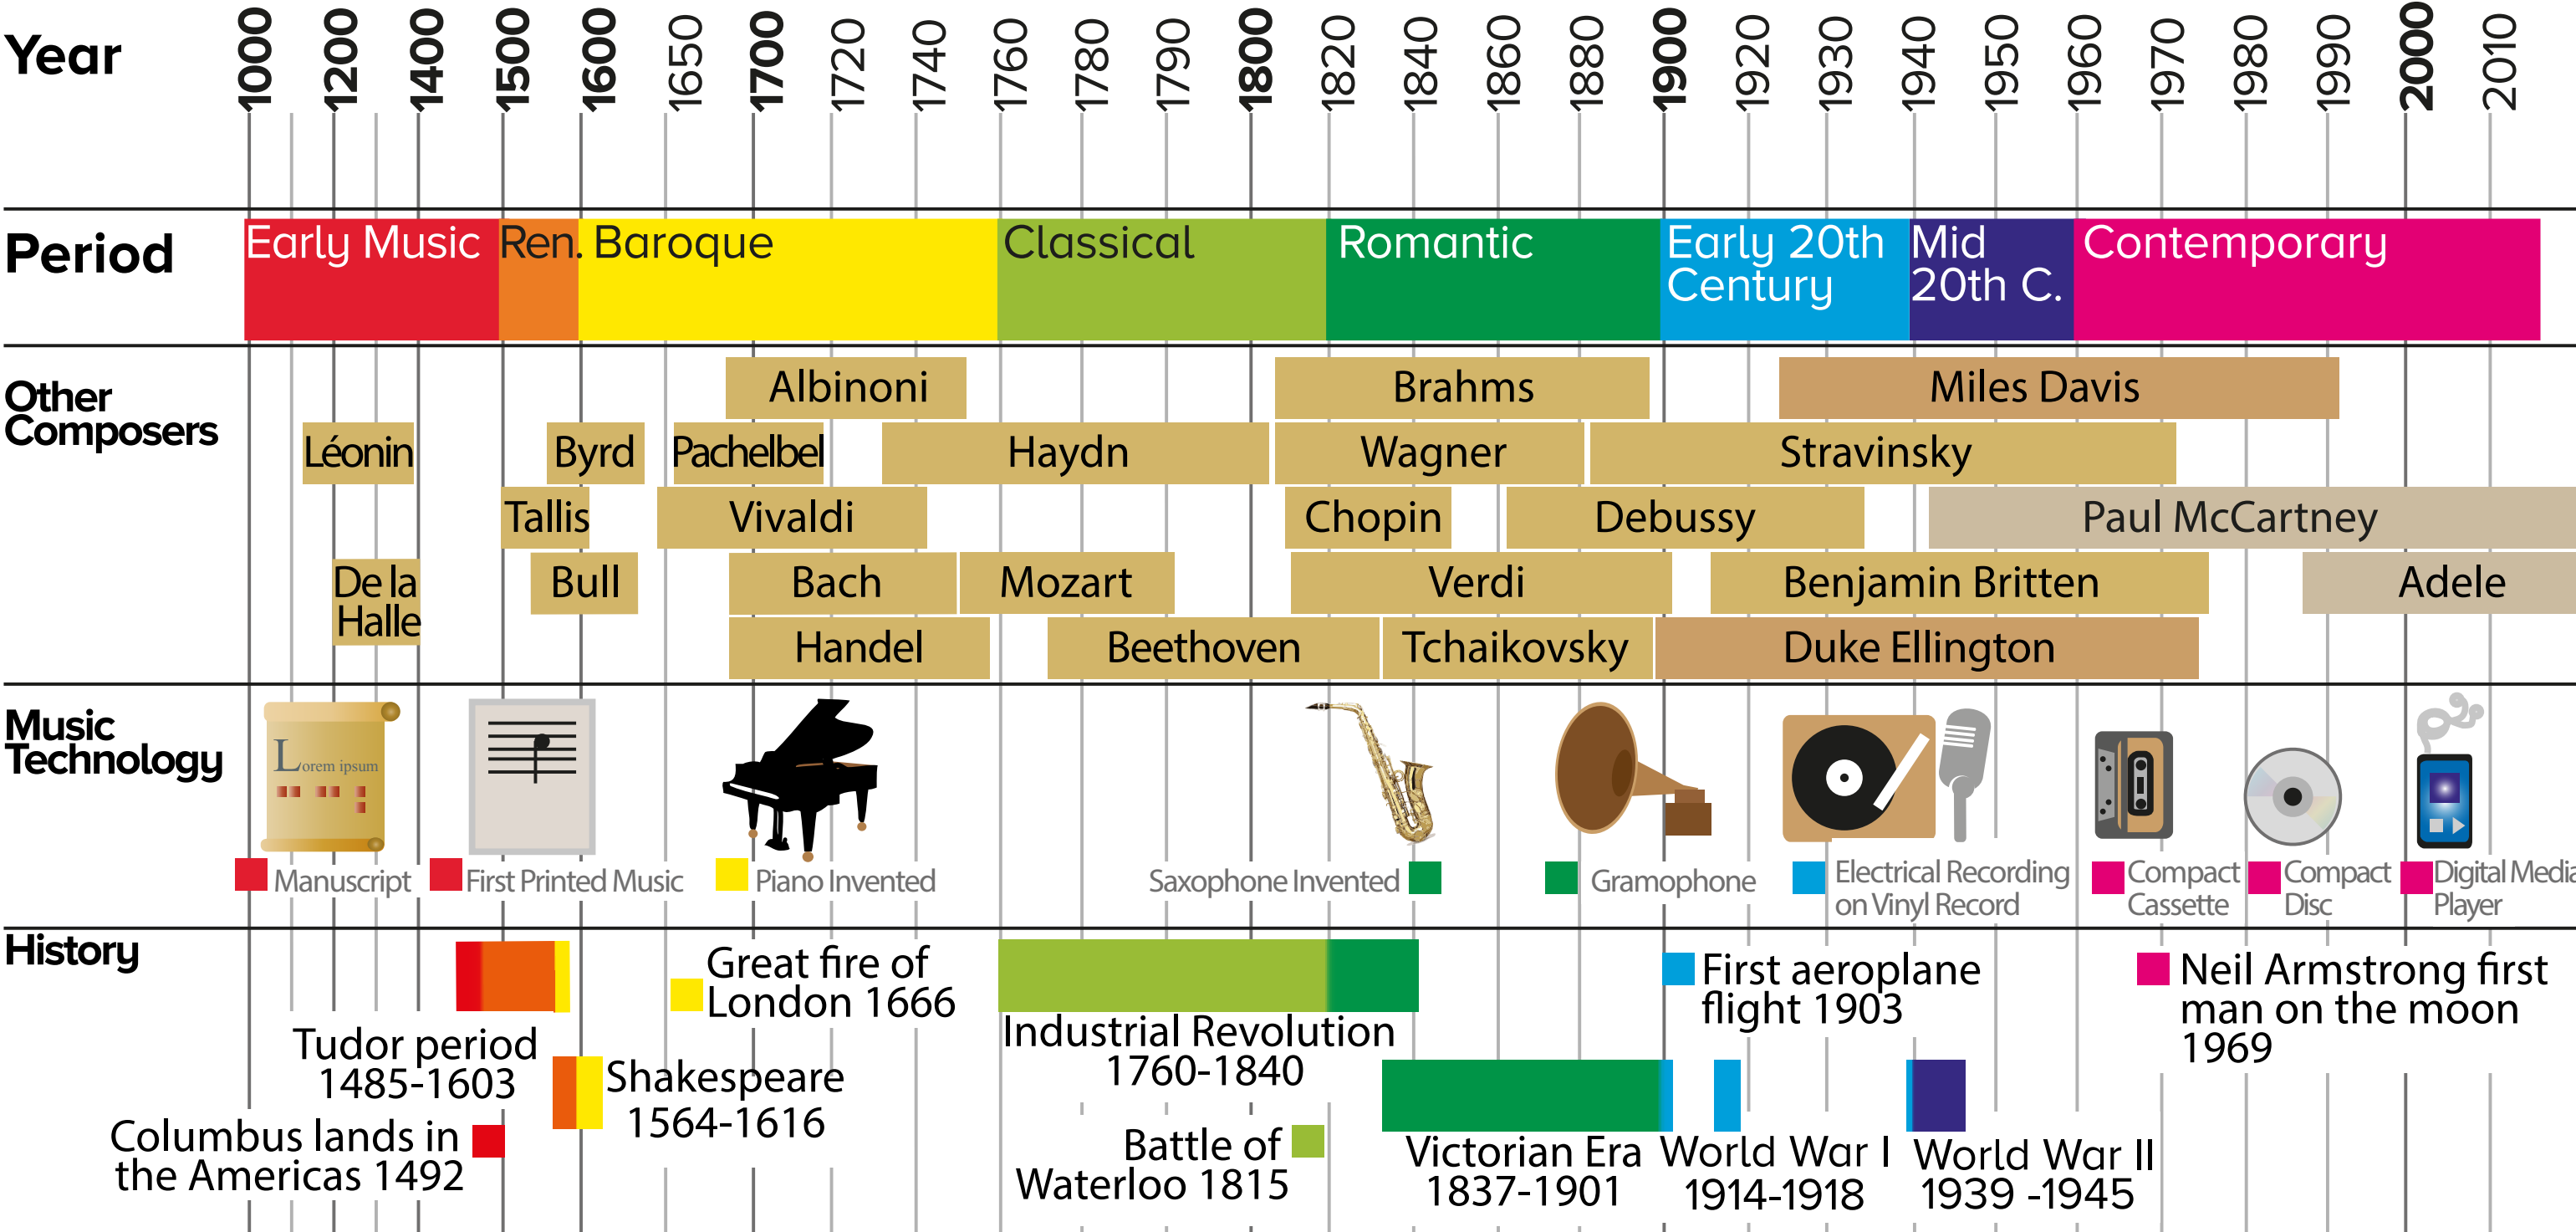 Year
1000 1200 1400 1500 1600 1650 1700 1720 1740 1760 1780 1790 1800 1820 1840 1860 1880 1900 1920 1930 1940 1950 1960 1970 1980 1990 2000 2010
Period
Early Music
Ren.
Baroque
Classical
Romantic
Early 20th
Century
Mid
20th C.
Contemporary
Other
Composers
Albinoni
Brahms
Miles Davis
Léonin
Byrd
Pachelbel
Haydn
Wagner
Stravinsky
Tallis
Vivaldi
Chopin
Debussy
Paul McCartney
De la
Halle
Bull
Bach
Mozart
Verdi
Benjamin Britten
Adele
Handel
Beethoven
Tchaikovsky
Duke Ellington
Music
Technology
Lorem ipsum
Manuscript
First Printed Music
Piano Invented
Saxophone Invented
Gramophone
Electrical Recording
on Vinyl Record
Compact
Cassette
Compact
Disc
Digital Media
Player
History
Tudor period
1485-1603
Columbus lands in
the Americas 1492
Great fire of
London 1666
Shakespeare
1564-1616
Industrial Revolution
1760-1840
Battle of
Waterloo 1815
Victorian Era
1837-1901
First aeroplane
flight 1903
World War I
1914-1918
World War II
1939 -1945
Neil Armstrong first
man on the moon
1969